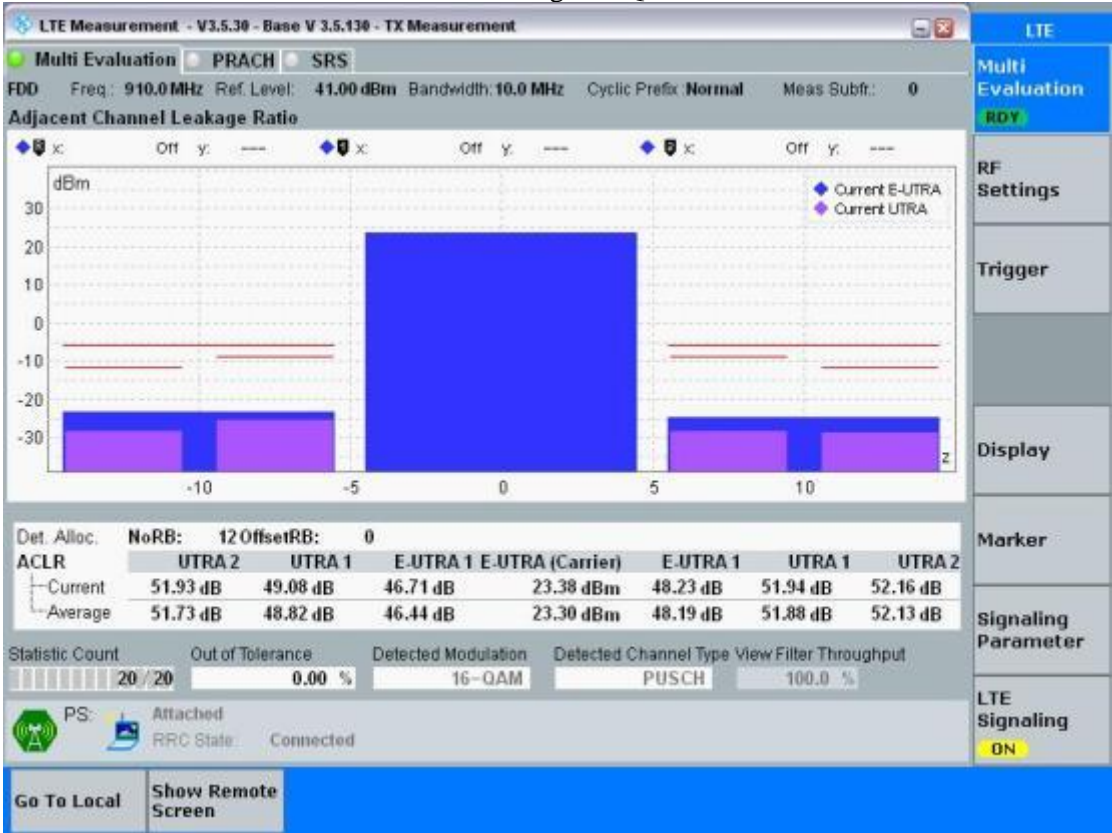 LTE Measurement - V3.5.30 - Base V 3.5.130 - TX Measurement
LTE
Multi Evaluation PRACH SRS
Multi
Evaluation
RDY
FDD Freq.: 910.0 MHz Ref. Level: 41.00 dBm Bandwidth: 10.0 MHz Cyclic Prefix: Normal Meas Subfr.: 0
Adjacent Channel Leakage Ratio
x: Off y: --- x: Off y: --- x: Off y: ---
dBm
Current E-UTRA
Current UTRA
30
20
10
0
-10
-20
-30
z
-10 -5 0 5 10
RF
Settings
Trigger
Display
Marker
Signaling
Parameter
LTE
Signaling
ON
Det. Alloc. NoRB: 12 OffsetRB: 0
ACLR UTRA 2 UTRA 1 E-UTRA 1 E-UTRA (Carrier) E-UTRA 1 UTRA 1 UTRA 2
Current 51.93 dB 49.08 dB 46.71 dB 23.38 dBm 48.23 dB 51.94 dB 52.16 dB
Average 51.73 dB 48.82 dB 46.44 dB 23.30 dBm 48.19 dB 51.88 dB 52.13 dB
Statistic Count Out of Tolerance Detected Modulation Detected Channel Type View Filter Throughput
20 / 20 0.00 % 16-QAM PUSCH 100.0 %
PS: Attached
RRC State: Connected
Go To Local
Show Remote
Screen